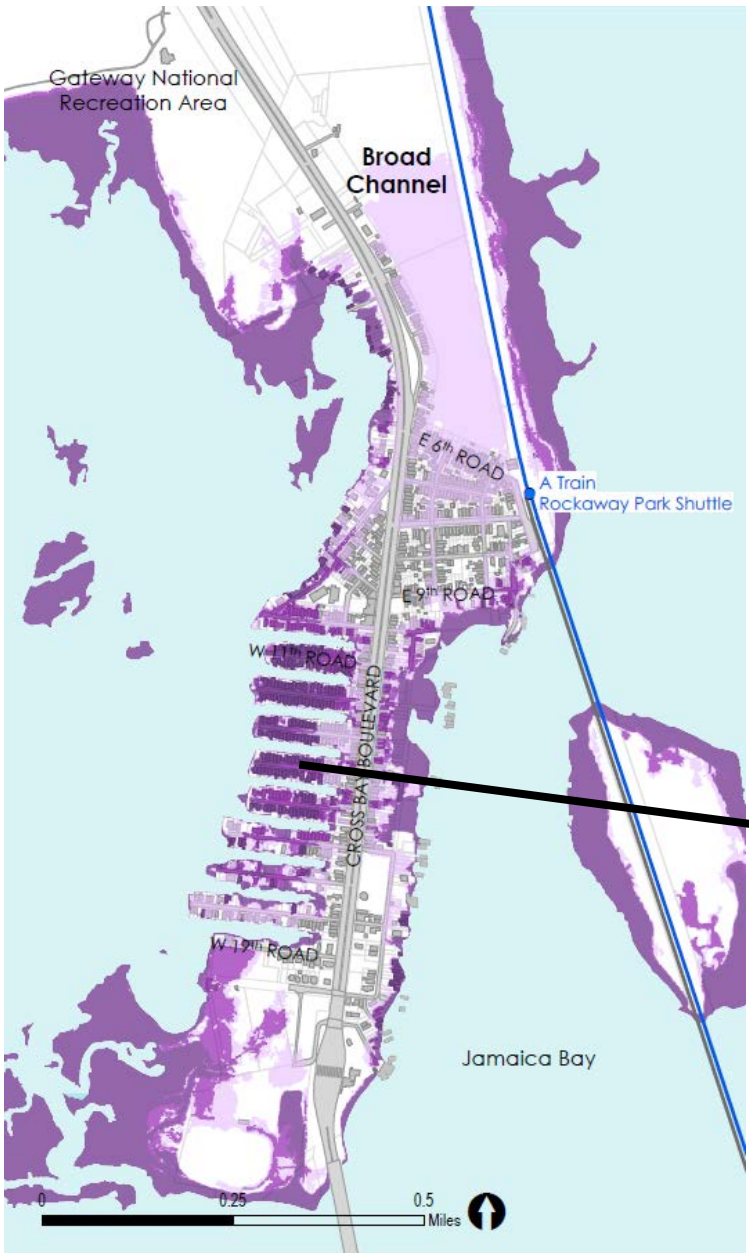 Gateway National
Recreation Area
Broad
Channel
E 6th ROAD
A Train
Rockaway Park Shuttle
E 9th ROAD
W 11th ROAD
CROSS BAY BOULEVARD
W 19th ROAD
Jamaica Bay
0 0.25 0.5
Miles